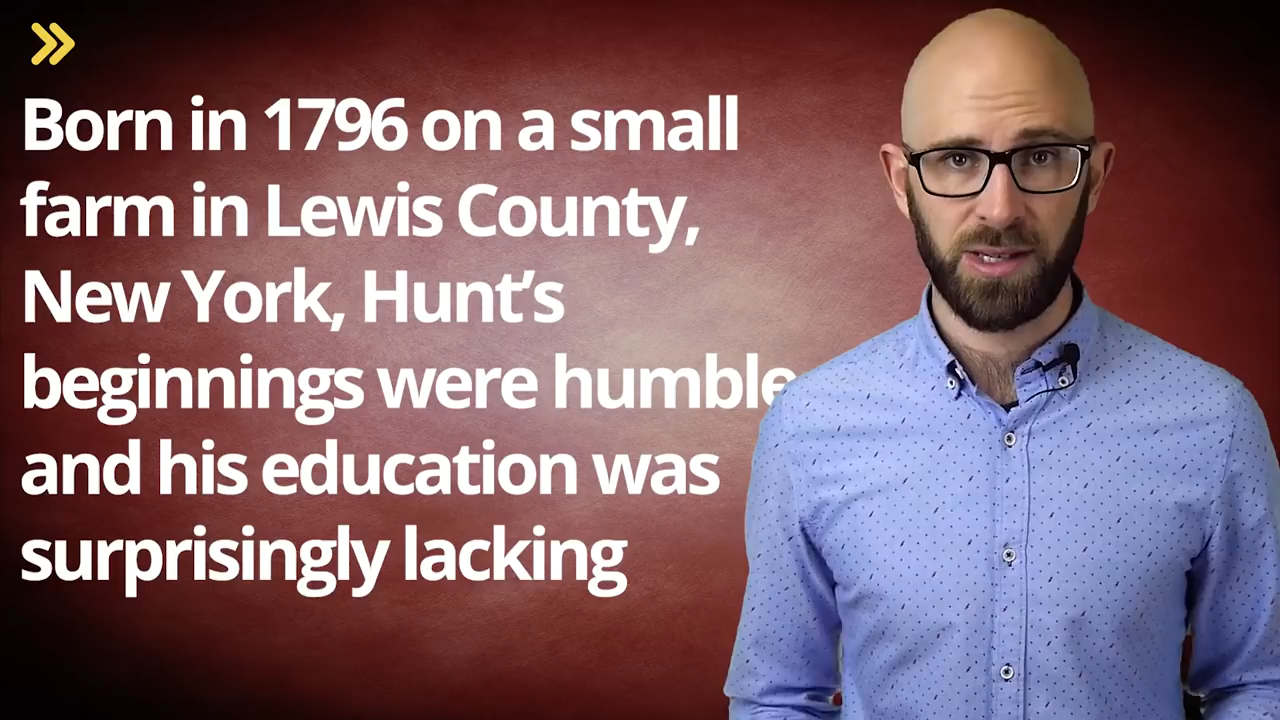 Born in 1796 on a small
farm in Lewis County,
New York, Hunt’s
beginnings were humble
and his education was
surprisingly lacking